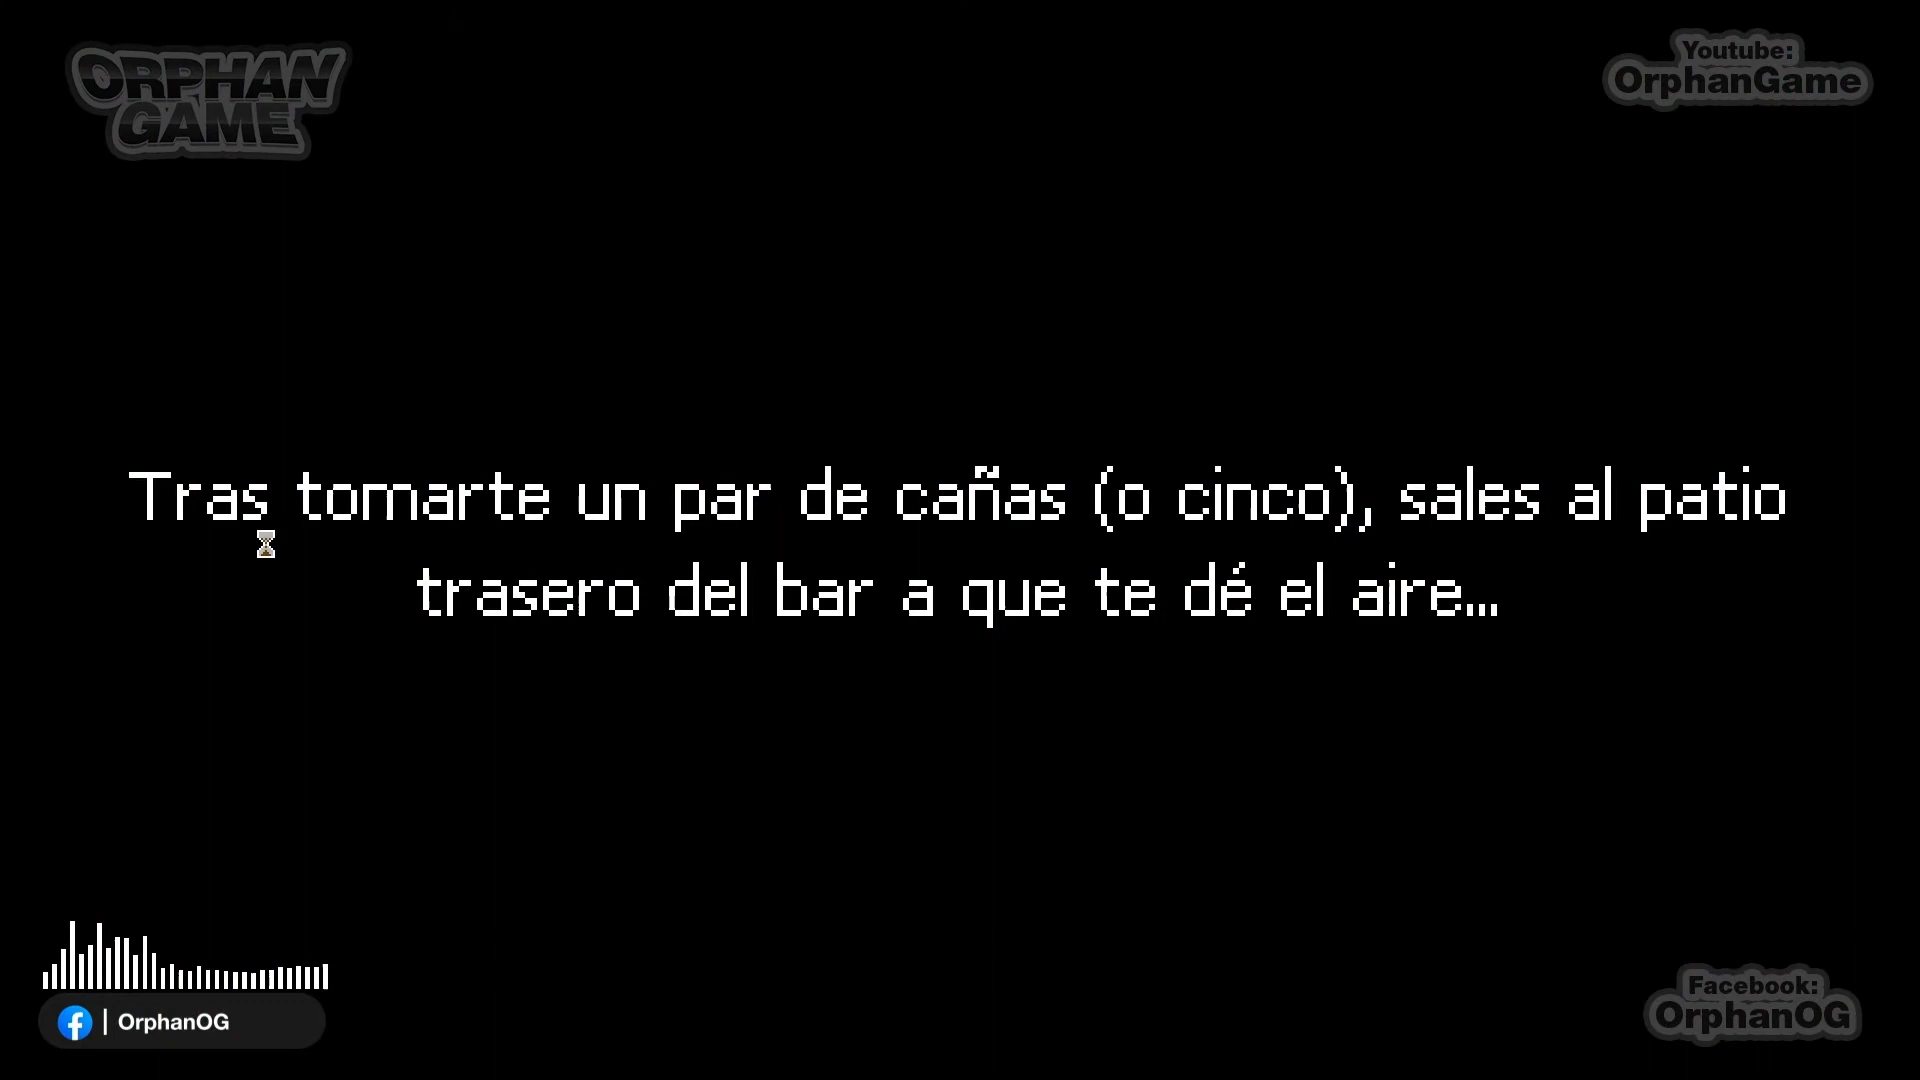 ORPHAN
GAME
Youtube:
OrphanGame
Tras tomarte un par de cañas (o cinco), sales al patio
trasero del bar a que te dé el aire...
OrphanOG
Facebook:
OrphanOG